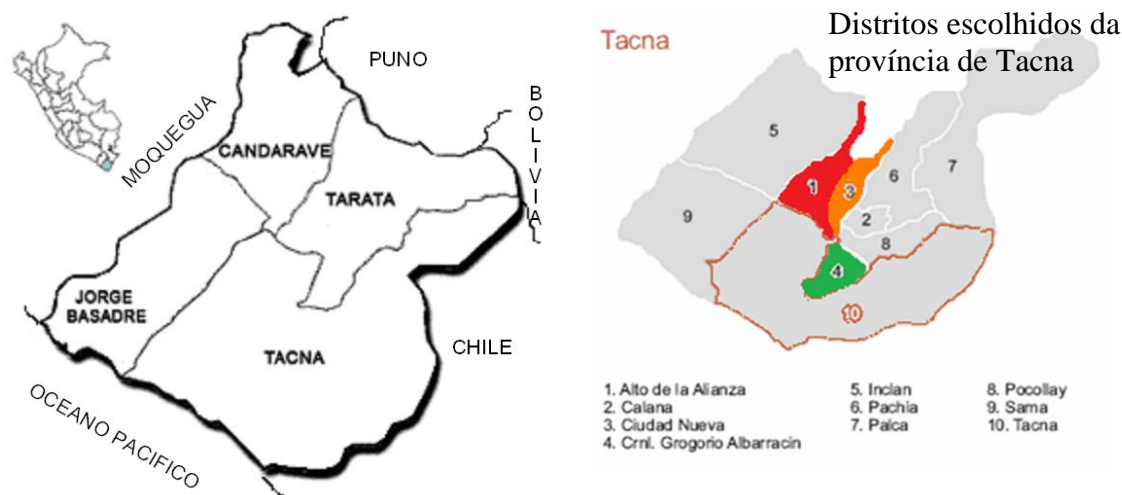 PUNO
BOLIVIAL
MOQUEGUA
CANDARAVE
TARATA
JORGE
BASADRE
TACNA
CHILE
OCEANO PACIFICO
Distritos escolhidos da
província de Tacna
Tacna
5
1
3
6
7
2
9
8
4
10
1. Alto de la Alianza
2. Calana
3. Ciudad Nueva
4. Crnl. Grogorio Albarracin
5. Inclan
6. Pachia
7. Palca
8. Pocollay
9. Sama
10. Tacna